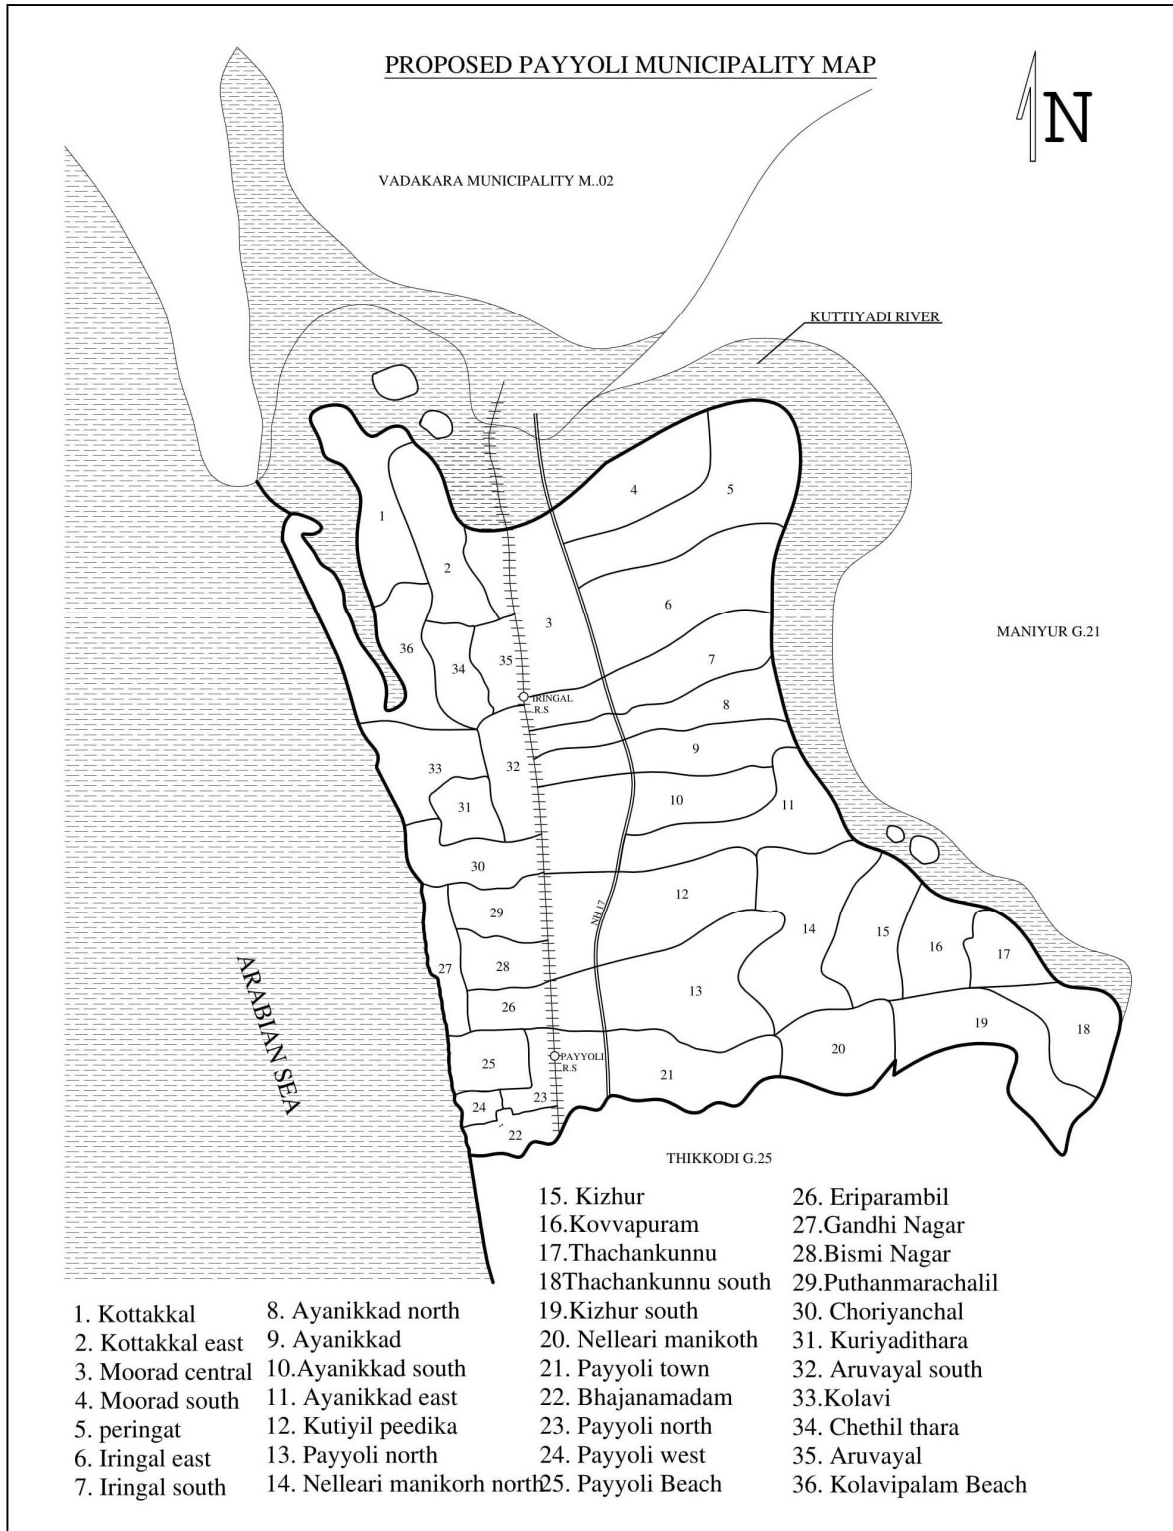 PROPOSED PAYYOLI MUNICIPALITY MAP
N
VADAKARA MUNICIPALITY M..02
KUTTIYADI RIVER
MANIYUR G.21
4
5
1
2
6
3
36
34
35
7
IRINGAL
R.S
8
33
32
9
31
10
11
30
12
29
NH 17
14
15
16
17
27
28
13
26
ARABIAN SEA
19
18
25
PAYYOLI
R.S
20
21
24
23
22
THIKKODI G.25
1. Kottakkal
2. Kottakkal east
3. Moorad central
4. Moorad south
5. peringat
6. Iringal east
7. Iringal south
8. Ayanikkad north
9. Ayanikkad
10.Ayanikkad south
11. Ayanikkad east
12. Kutiyil peedika
13. Payyoli north
14. Nelleari manikorh north
15. Kizhur
16.Kovvapuram
17.Thachankunnu
18Thachankunnu south
19.Kizhur south
20. Nelleari manikoth
21. Payyoli town
22. Bhajanamadam
23. Payyoli north
24. Payyoli west
25. Payyoli Beach
26. Eriparambil
27.Gandhi Nagar
28.Bismi Nagar
29.Puthanmarachalil
30. Choriyanchal
31. Kuriyadithara
32. Aruvayal south
33.Kolavi
34. Chethil thara
35. Aruvayal
36. Kolavipalam Beach